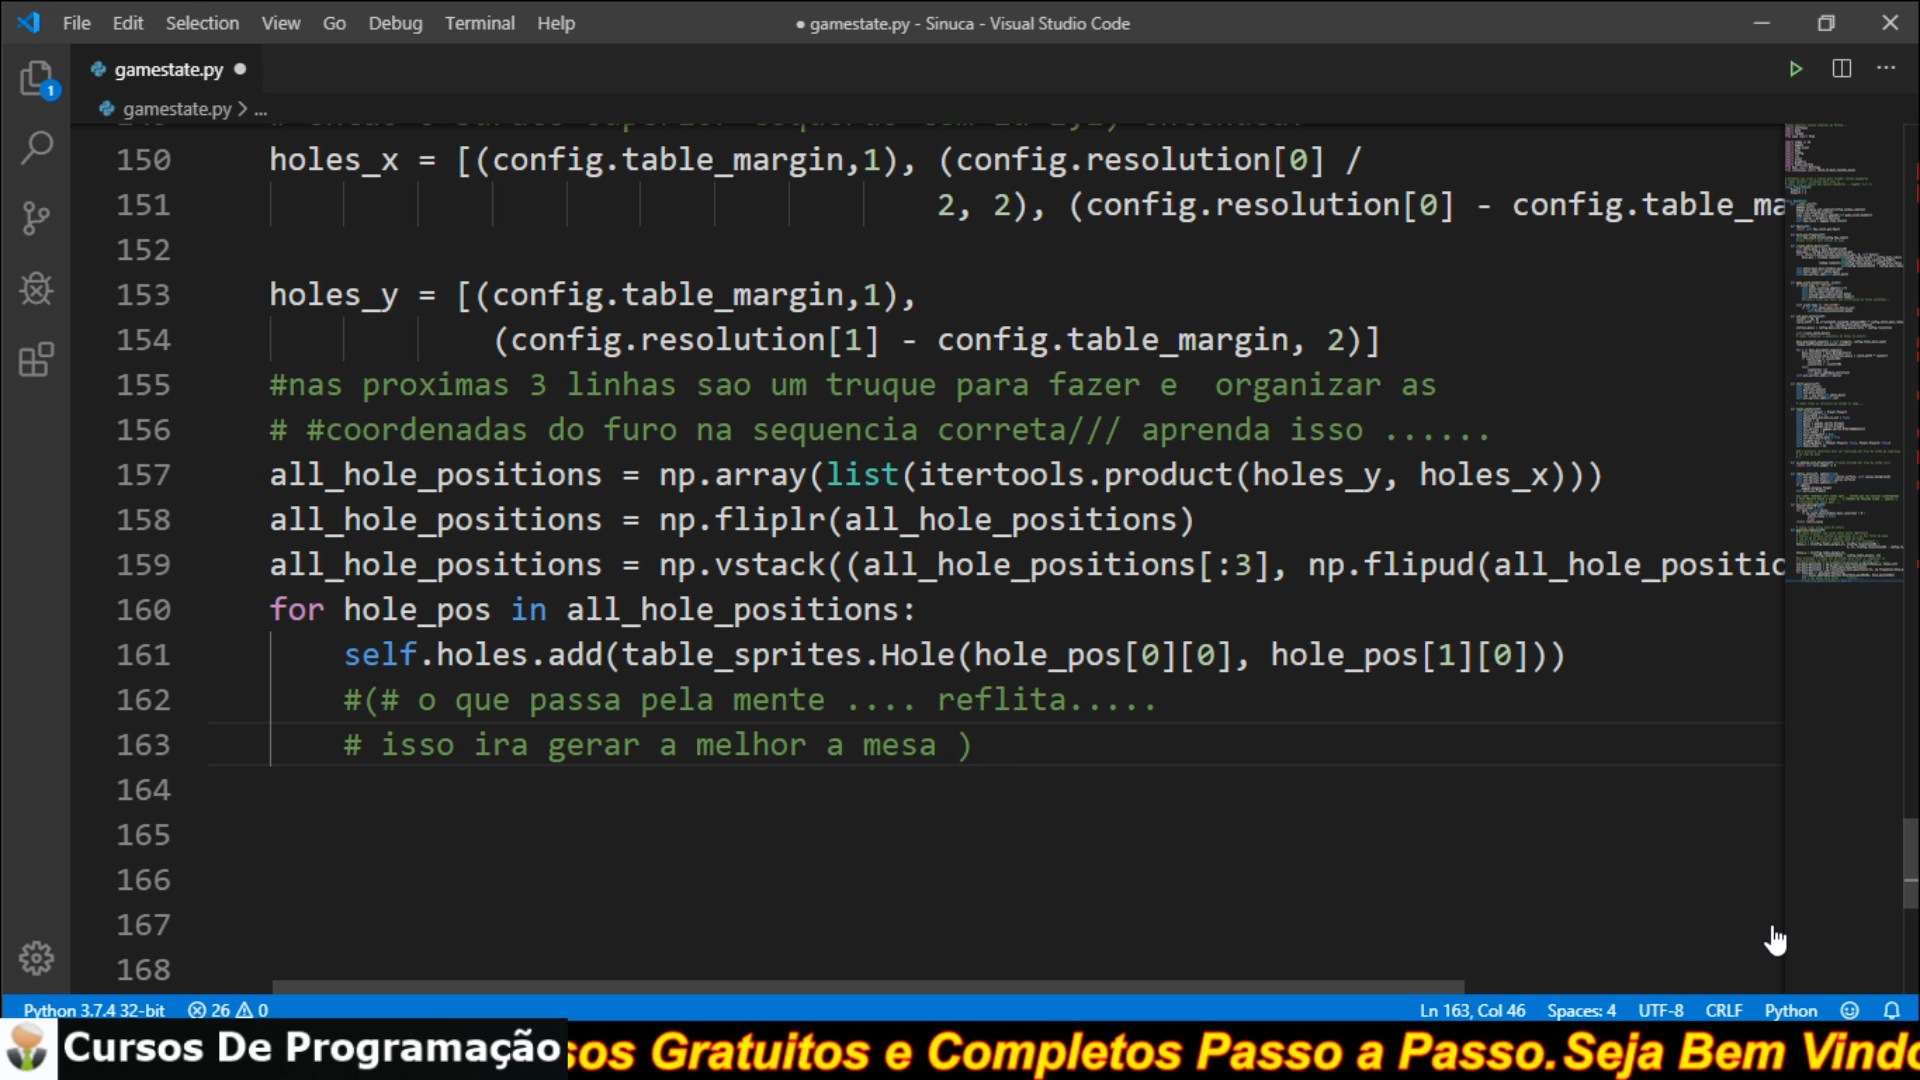 File Edit Selection View Go Debug Terminal Help
● gamestate.py - Sinuca - Visual Studio Code
gamestate.py ●
1
gamestate.py > ...
150 holes_x = [(config.table_margin,1), (config.resolution[0] /
151 2, 2), (config.resolution[0] - config.table_ma
152
153 holes_y = [(config.table_margin,1),
154 (config.resolution[1] - config.table_margin, 2)]
155 #nas proximas 3 linhas sao um truque para fazer e  organizar as
156 # #coordenadas do furo na sequencia correta/// aprenda isso ......
157 all_hole_positions = np.array(list(itertools.product(holes_y, holes_x)))
158 all_hole_positions = np.fliplr(all_hole_positions)
159 all_hole_positions = np.vstack((all_hole_positions[:3], np.flipud(all_hole_positic
160 for hole_pos in all_hole_positions:
161 self.holes.add(table_sprites.Hole(hole_pos[0][0], hole_pos[1][0]))
162 #(# o que passa pela mente .... reflita.....
163 # isso ira gerar a melhor a mesa )
164
165
166
167
168
Python 3.7.4 32-bit 26 0 Ln 163, Col 46 Spaces: 4 UTF-8 CRLF Python
Cursos De Programação sos Gratuitos e Completos Passo a Passo.Seja Bem Vindo